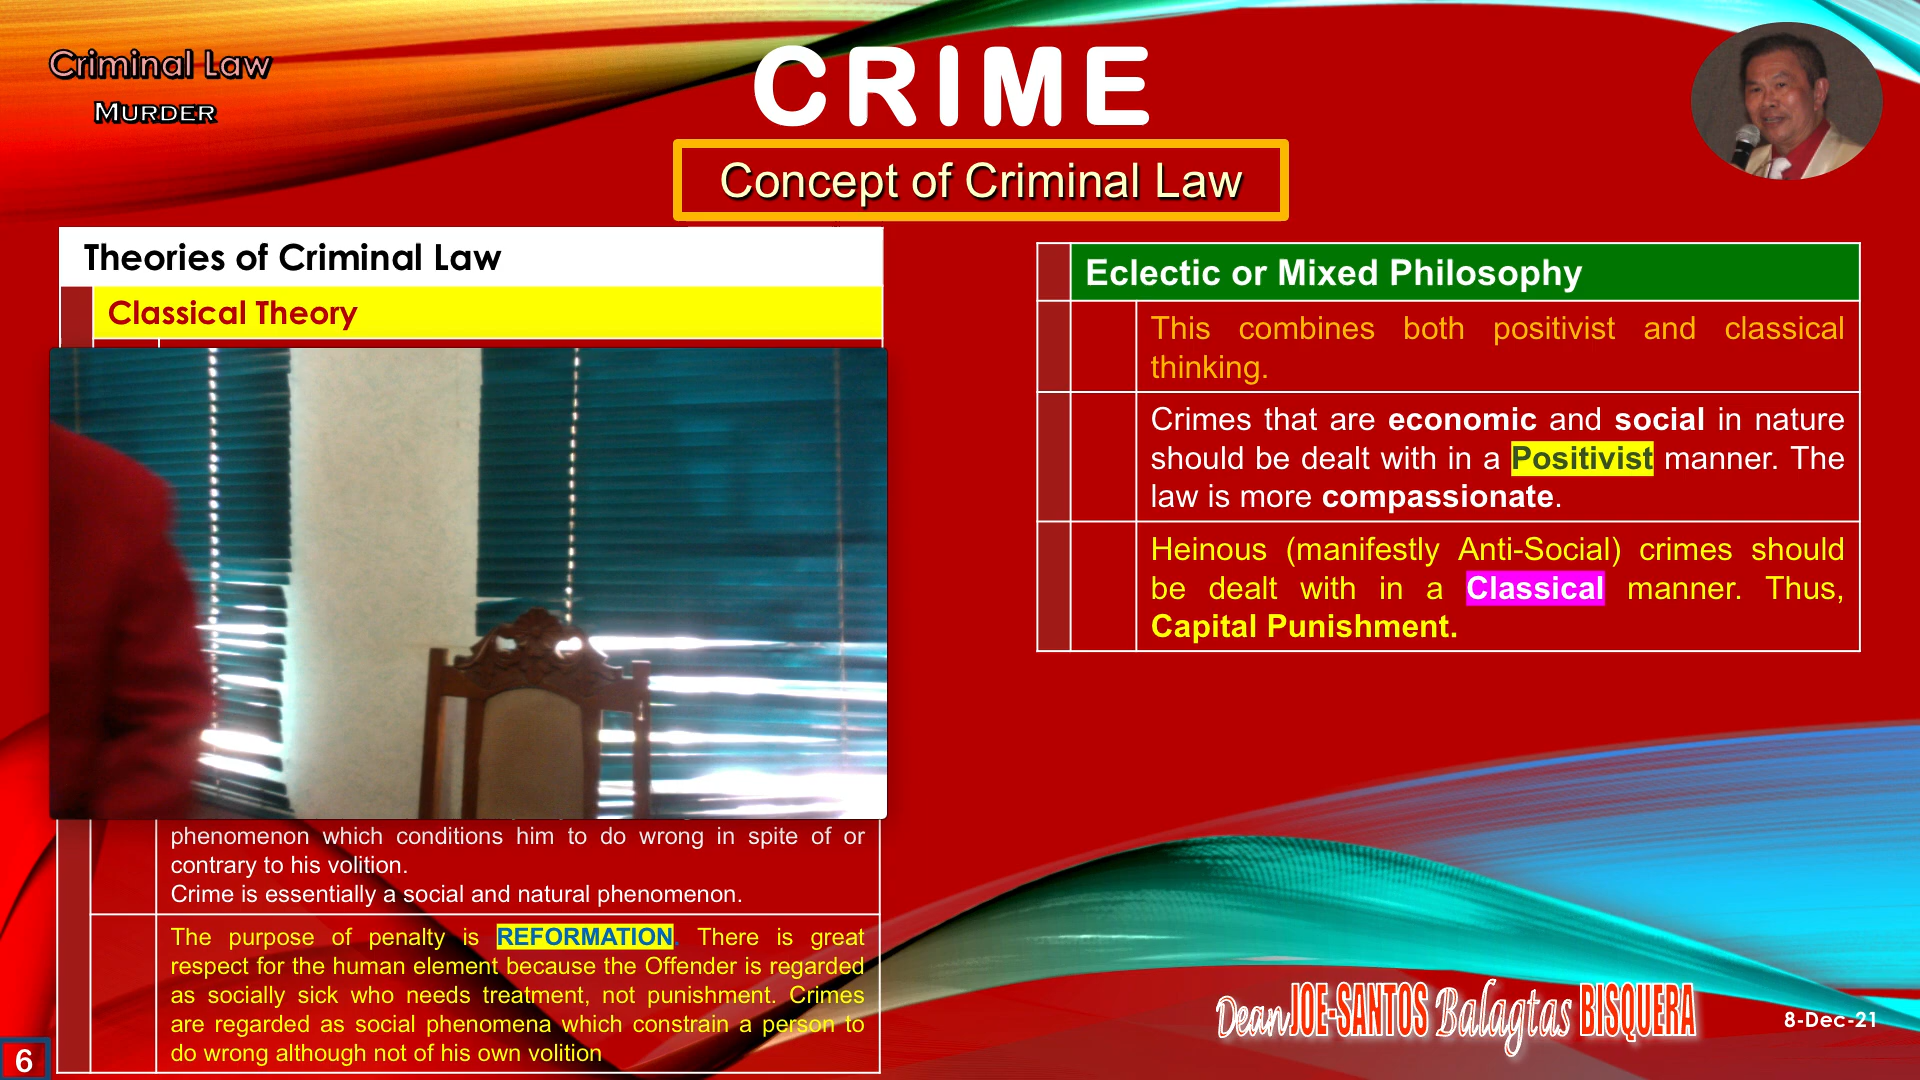 Criminal Law
MURDER
CRIME
Concept of Criminal Law
Theories of Criminal Law
Classical Theory
phenomenon which conditions him to do wrong in spite of or
contrary to his volition.
Crime is essentially a social and natural phenomenon.
The purpose of penalty is REFORMATION. There is great
respect for the human element because the Offender is regarded
as socially sick who needs treatment, not punishment. Crimes
are regarded as social phenomena which constrain a person to
do wrong although not of his own volition
Eclectic or Mixed Philosophy
This combines both positivist and classical
thinking.
Crimes that are economic and social in nature
should be dealt with in a Positivist manner. The
law is more compassionate.
Heinous (manifestly Anti-Social) crimes should
be dealt with in a Classical manner. Thus,
Capital Punishment.
Dean JOE-SANTOS Balagtas BISQUERA
8-Dec-21
6